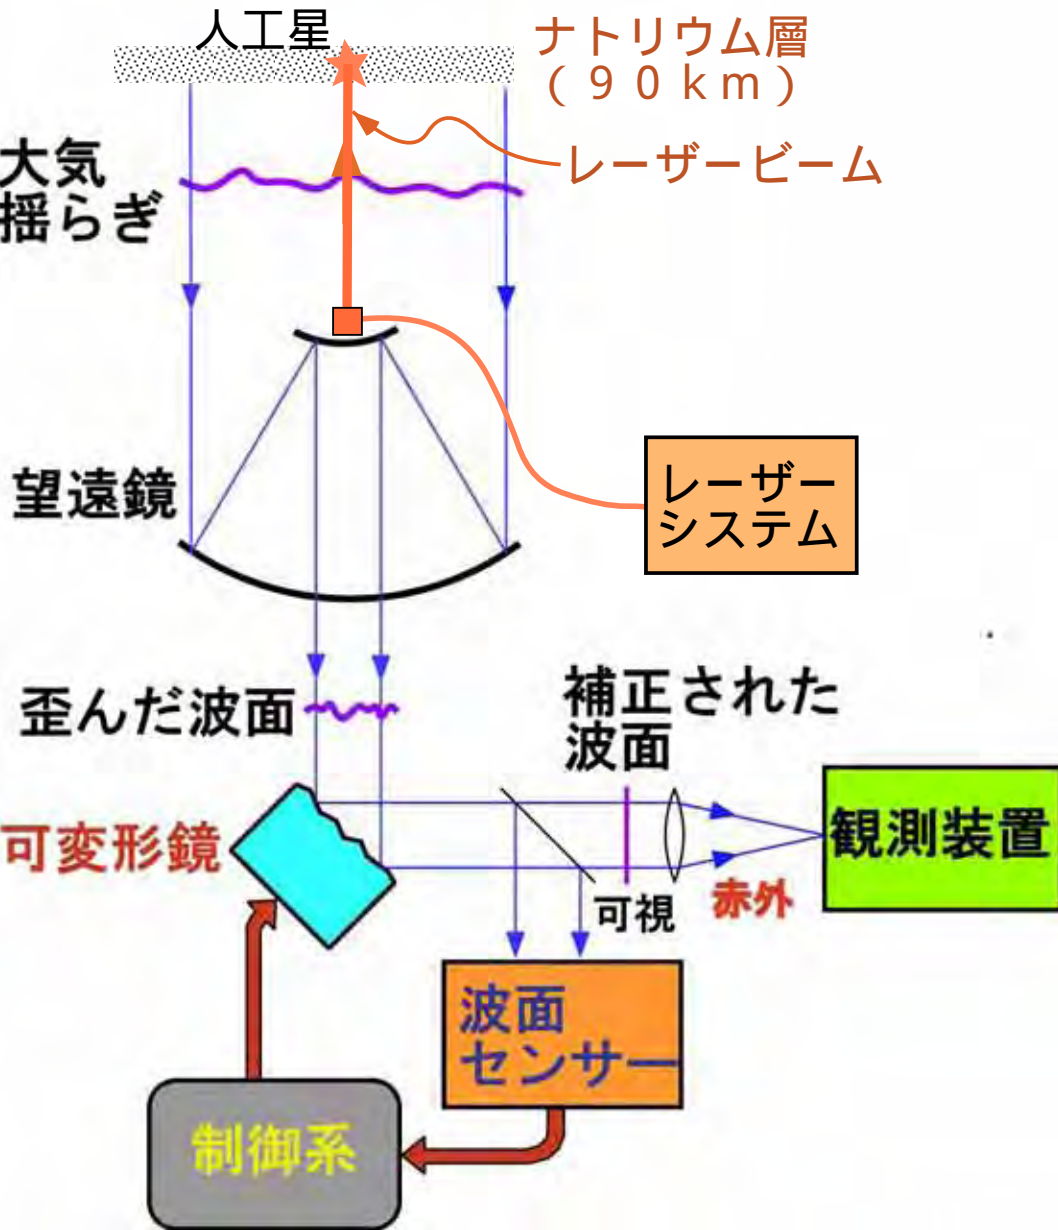 人工星
ナトリウム層
(90km)
レーザービーム
大気
揺らぎ
望遠鏡
レーザー
システム
歪んだ波面
補正された
波面
可変形鏡
観測装置
可視
赤外
波面
センサー
制御系